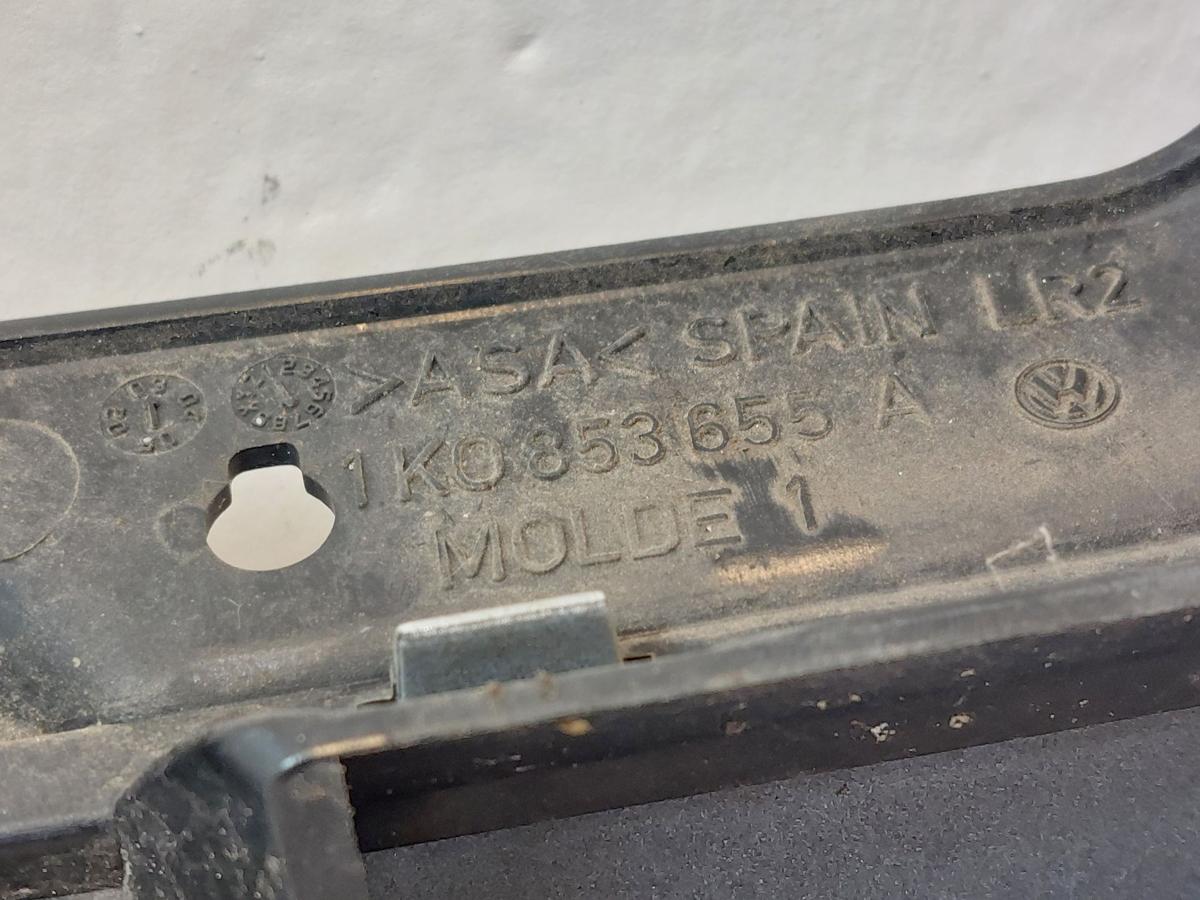 >ASA< SPAIN LR2
1K0 853 655 A
MOLDE 1